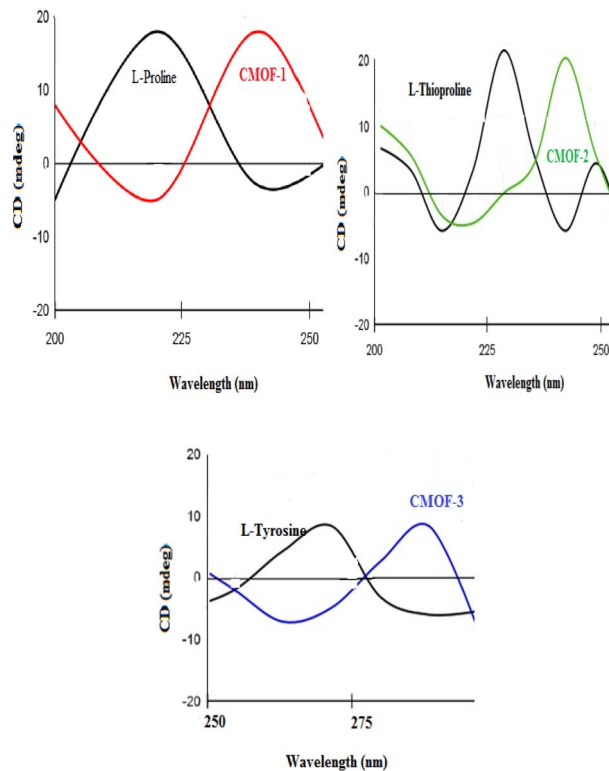 L-Proline
CMOF-1
CD (mdeg)
10
0
-10
-20
200
225
250
Wavelength (nm)
L-Thioproline
CMOF-2
CD (mdeg)
20
10
0
-10
-20
200
225
250
Wavelength (nm)
L-Tyrosine
CMOF-3
CD (mdeg)
20
10
0
-10
-20
250
275
Wavelength (nm)